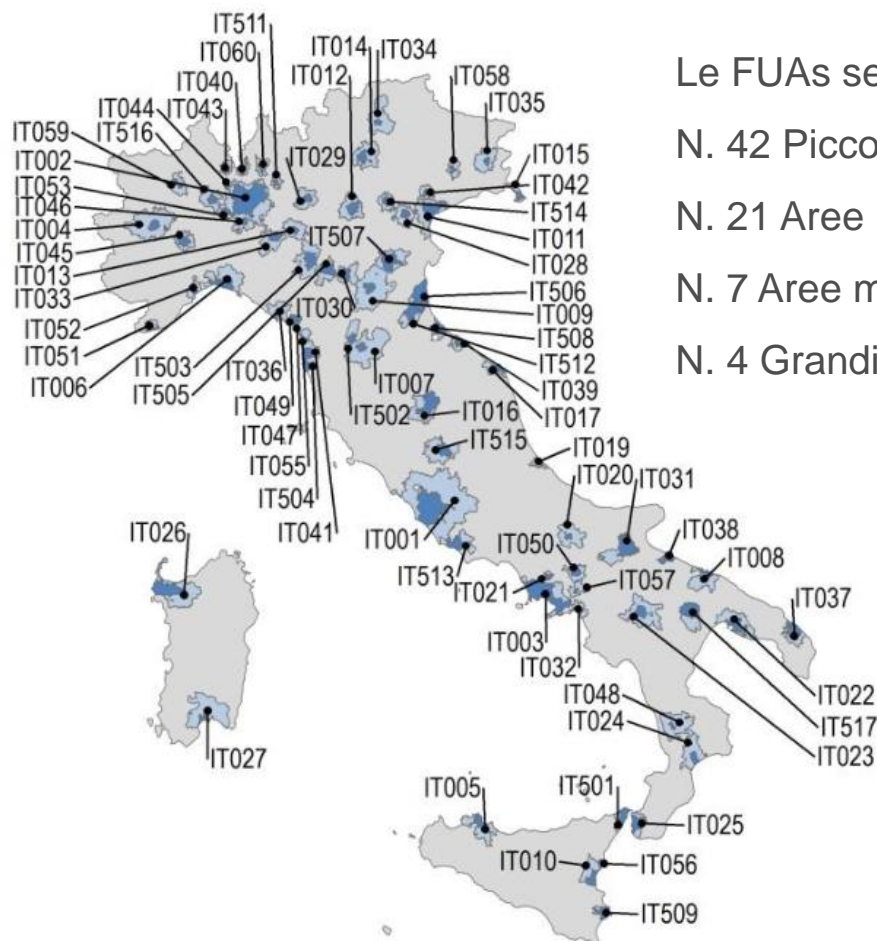 IT511
IT060
IT040
IT043
IT044
IT516
IT059
IT002
IT053
IT046
IT004
IT045
IT013
IT033
IT052
IT051
IT006
IT014
IT034
IT012
IT058
IT035
IT029
IT015
IT042
IT514
IT011
IT028
IT507
IT506
IT009
IT508
IT512
IT039
IT017
IT030
IT503
IT505
IT036
IT049
IT047
IT055
IT504
IT041
IT502
IT007
IT016
IT515
IT019
IT020
IT031
IT038
IT008
IT037
IT001
IT513
IT050
IT057
IT021
IT003
IT032
IT022
IT517
IT023
IT048
IT024
IT026
IT027
IT005
IT501
IT025
IT010
IT056
IT509
Le FUAs se
N. 42 Picco
N. 21 Aree
N. 7 Aree m
N. 4 Grandi